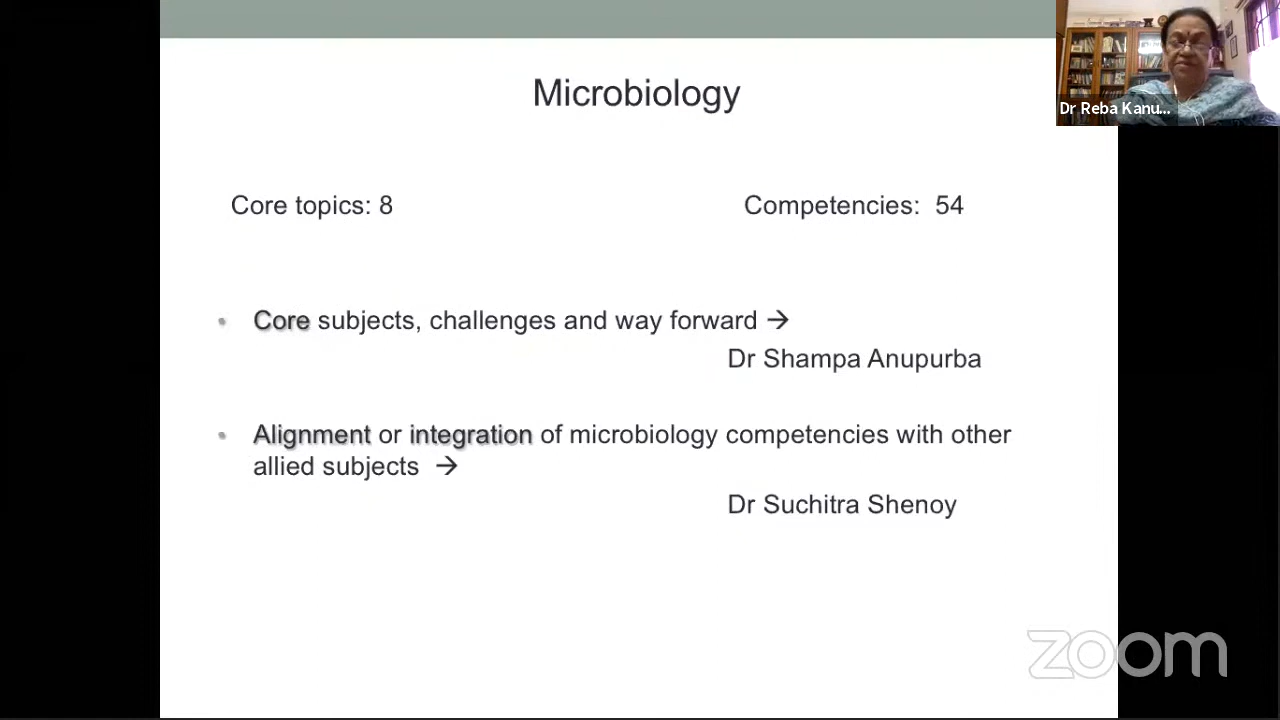 Microbiology
Dr Reba Kanu...
Core topics: 8
Competencies: 54
• Core subjects, challenges and way forward →
Dr Shampa Anupurba
• Alignment or integration of microbiology competencies with other
allied subjects →
Dr Suchitra Shenoy
zoom